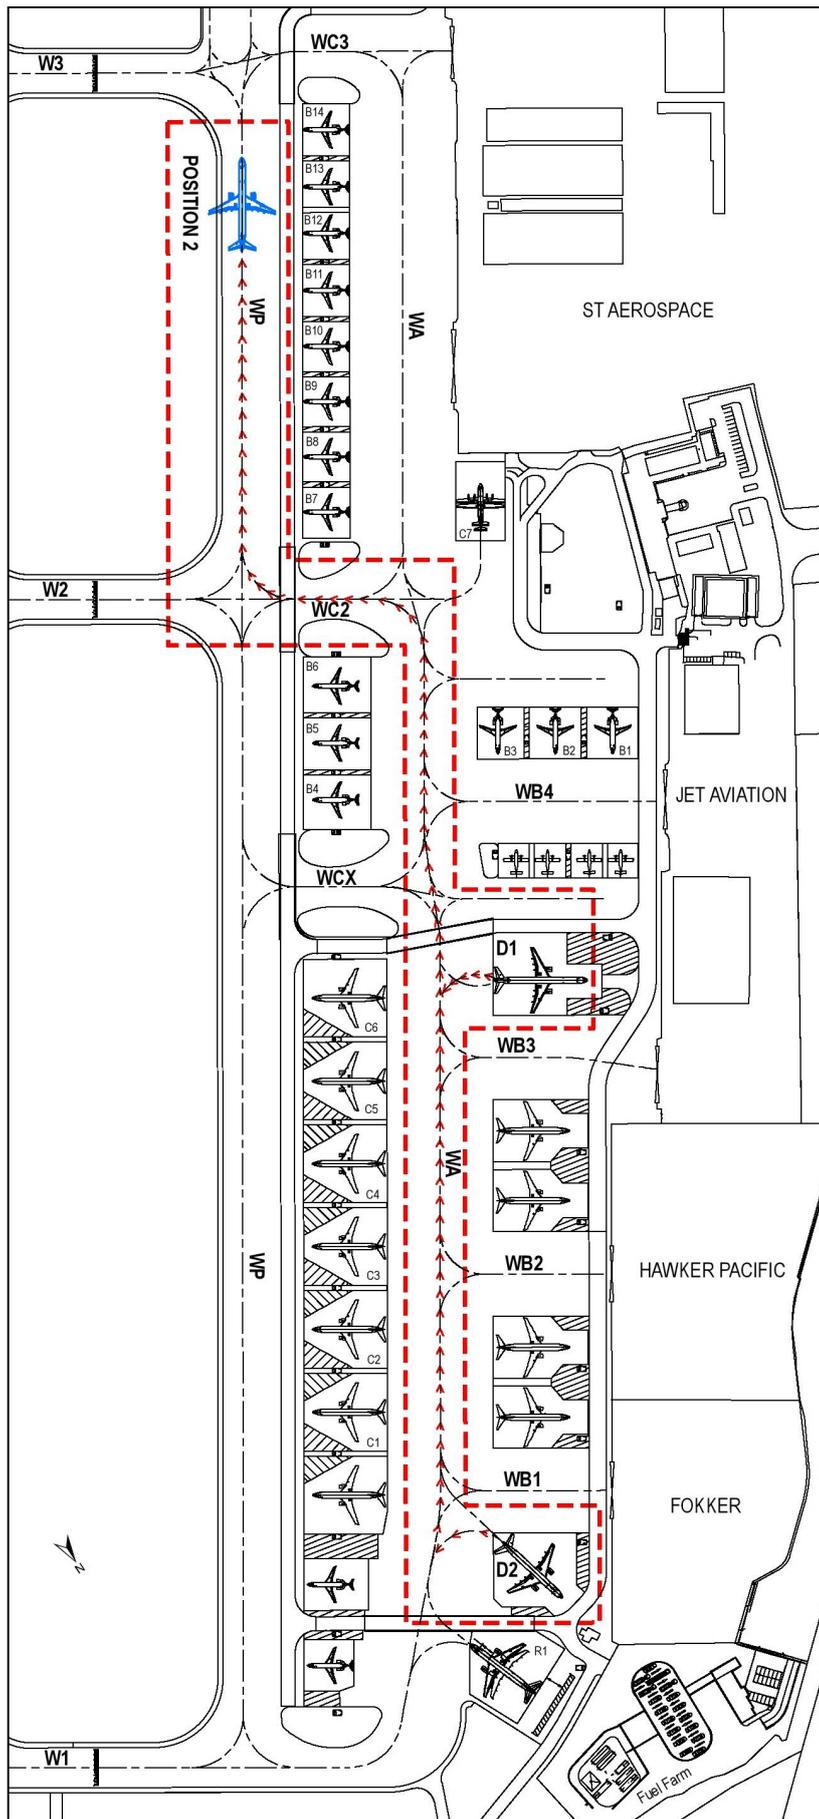 WC3
W3
B14
B13
POSITION 2
B12
B11
WP
ST AEROSPACE
WA
B10
B9
B8
B7
C7
W2
WC2
B6
B5
B3
B2
B1
B4
WB4
JET AVIATION
WCX
D1
C6
WB3
C5
WA
C4
WP
C3
WB2
HAWKER PACIFIC
C2
C1
WB1
FOKKER
D2
N
R1
W1
Fuel Farm